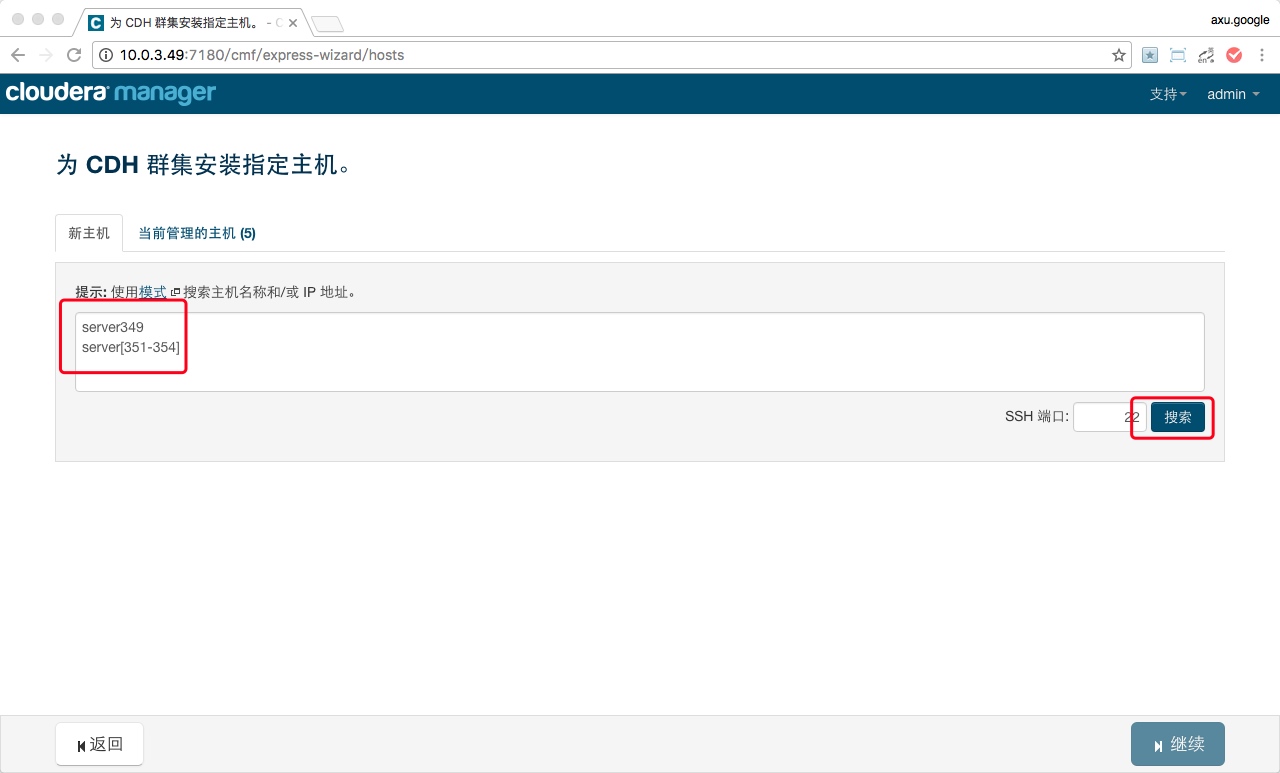 为 CDH 群集安装指定主机。 - C
axu.google
10.0.3.49:7180/cmf/express-wizard/hosts
cloudera manager
支持
admin
为 CDH 群集安装指定主机。
新主机
当前管理的主机 (5)
提示: 使用模式 搜索主机名称和/或 IP 地址。
server349
server[351-354]
SSH 端口:
22
搜索
返回
继续